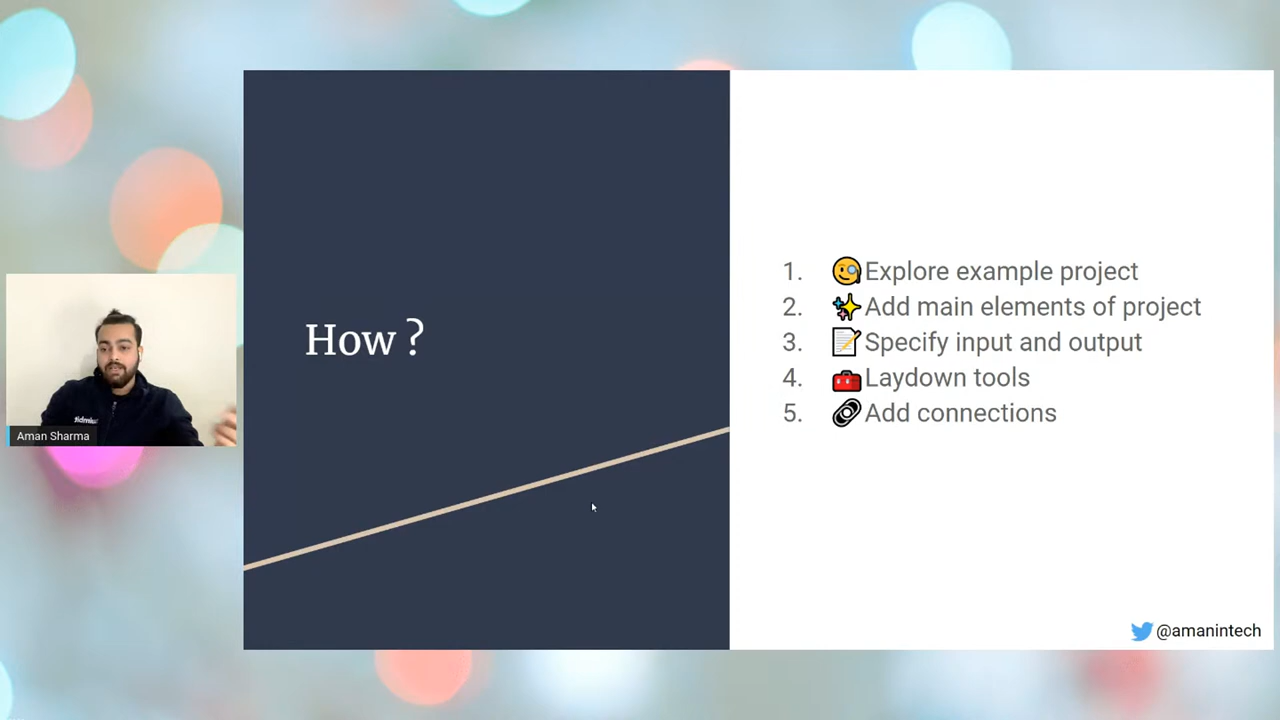 How ?
1. Explore example project
2. Add main elements of project
3. Specify input and output
4. Laydown tools
5. Add connections
Aman Sharma
@amanintech